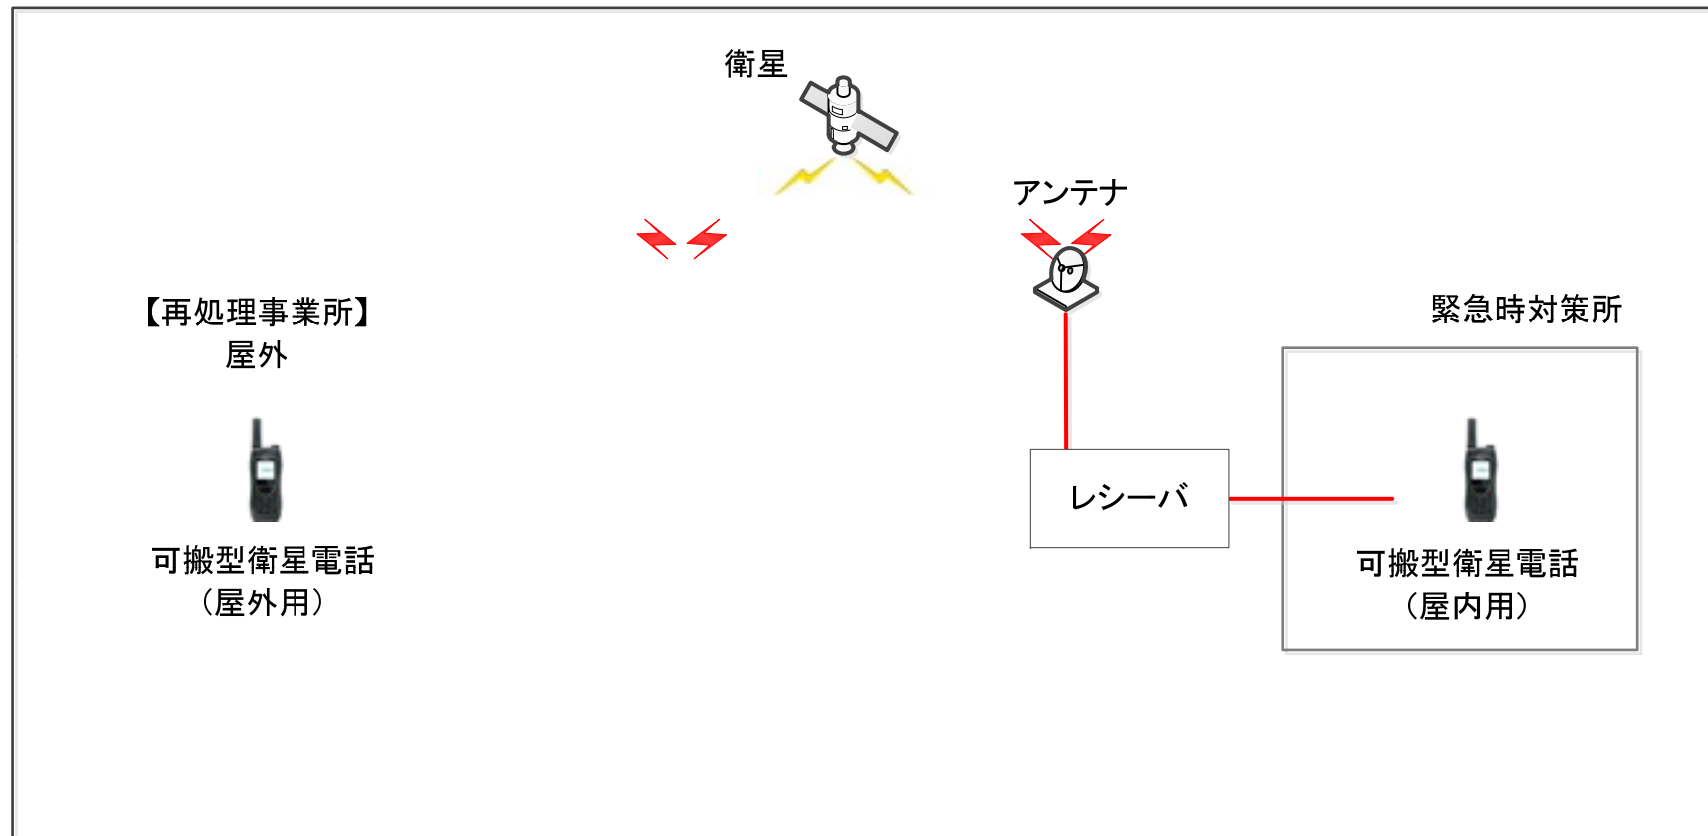 衛星
アンテナ
【再処理事業所】
屋外
緊急時対策所
レシーバ
可搬型衛星電話
（屋外用）
可搬型衛星電話
（屋内用）